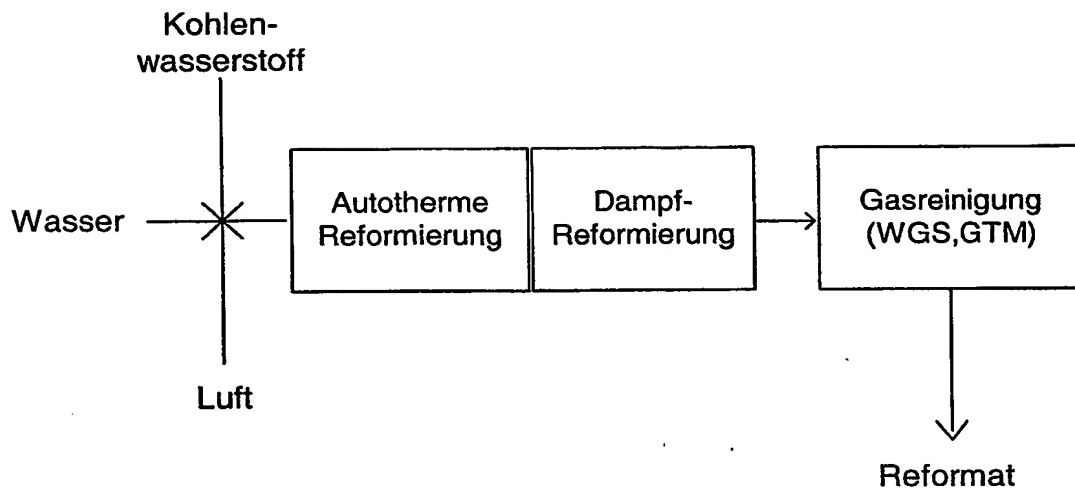 Kohlen-
wasserstoff
Wasser
Autotherme
Reformierung
Dampf-
Reformierung
Gasreinigung
(WGS,GTM)
Luft
Reformat